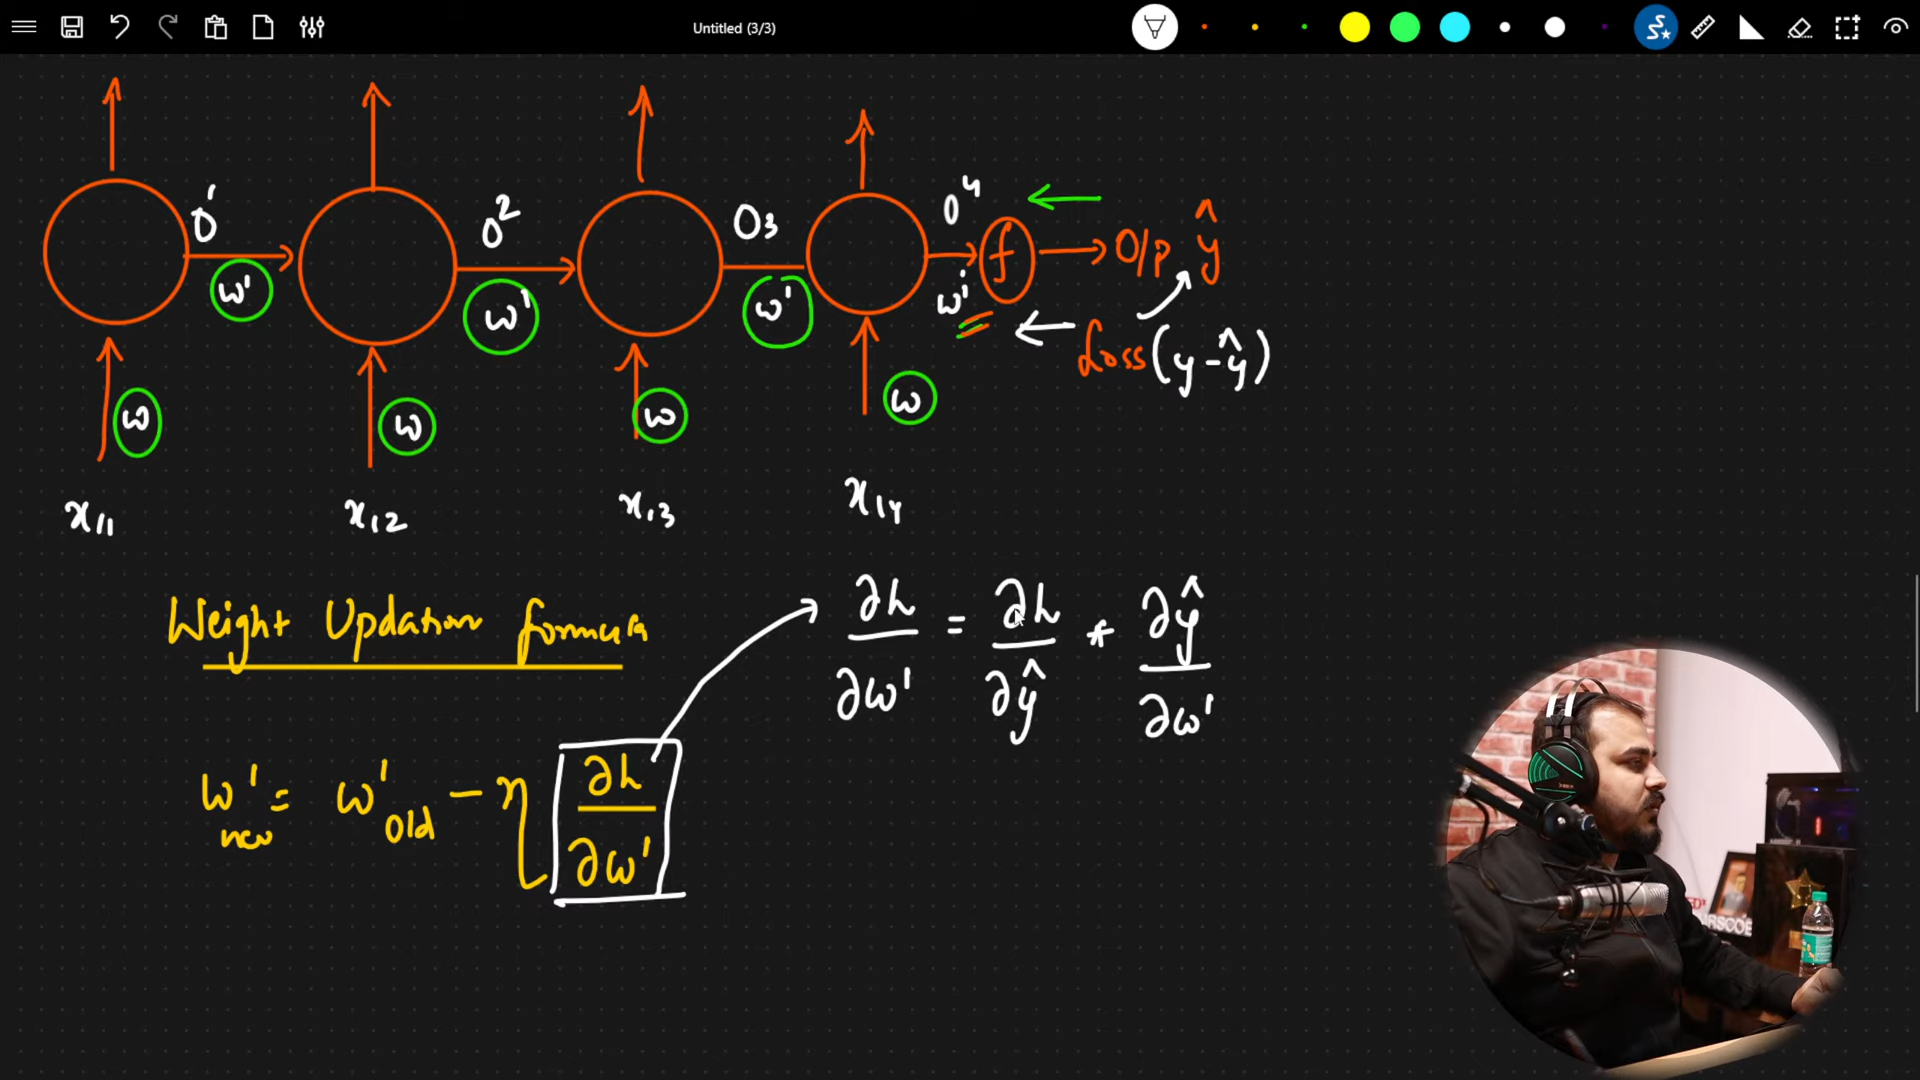 Untitled (3/3)
O¹ O² O₃ O⁴
w' w' w' w' f O/p ŷ
Loss (y - ŷ)
w w w w
x₁₁ x₁₂ x₁₃ x₁₄
Weight Updation formula
∂L/∂w' = ∂L/∂ŷ * ∂ŷ/∂w'
w'new = w'old - η ∂L/∂w'